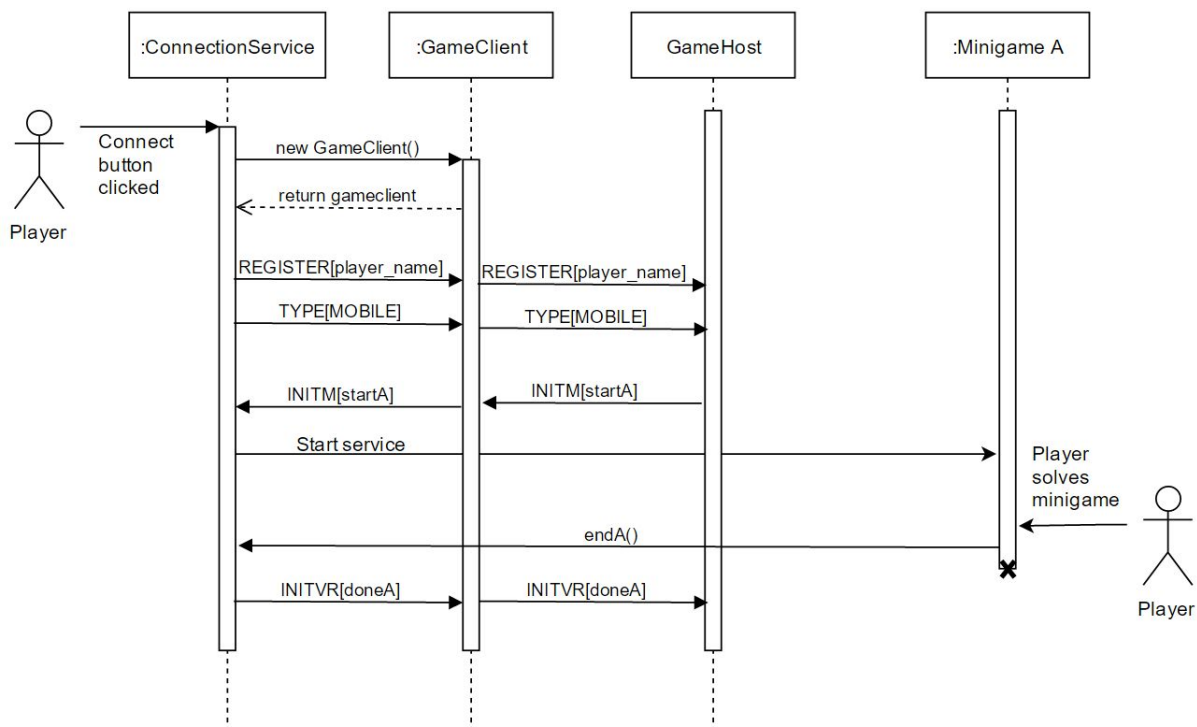 :ConnectionService
:GameClient
GameHost
:Minigame A
Connect
button
clicked
Player
new GameClient()
return gameclient
REGISTER[player_name]
REGISTER[player_name]
TYPE[MOBILE]
TYPE[MOBILE]
INITM[startA]
INITM[startA]
Start service
Player
solves
minigame
endA()
INITVR[doneA]
INITVR[doneA]
Player